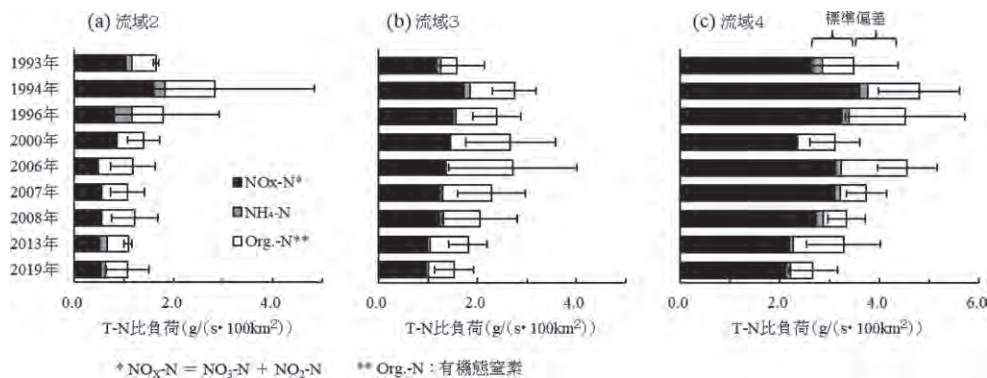 (a) 流域2
(b) 流域3
(c) 流域4
標準偏差
1993年
1994年
1996年
2000年
2006年
2007年
2008年
2013年
2019年
NOx-N*
NH₄-N
Org.-N**
0.0 2.0 4.0
0.0 2.0 4.0
0.0 2.0 4.0 6.0
T-N比負荷(g/(s・100km²))
T-N比負荷(g/(s・100km²))
T-N比負荷(g/(s・100km²))
* NOₓ-N = NO₃-N + NO₂-N ** Org.-N：有機態窒素